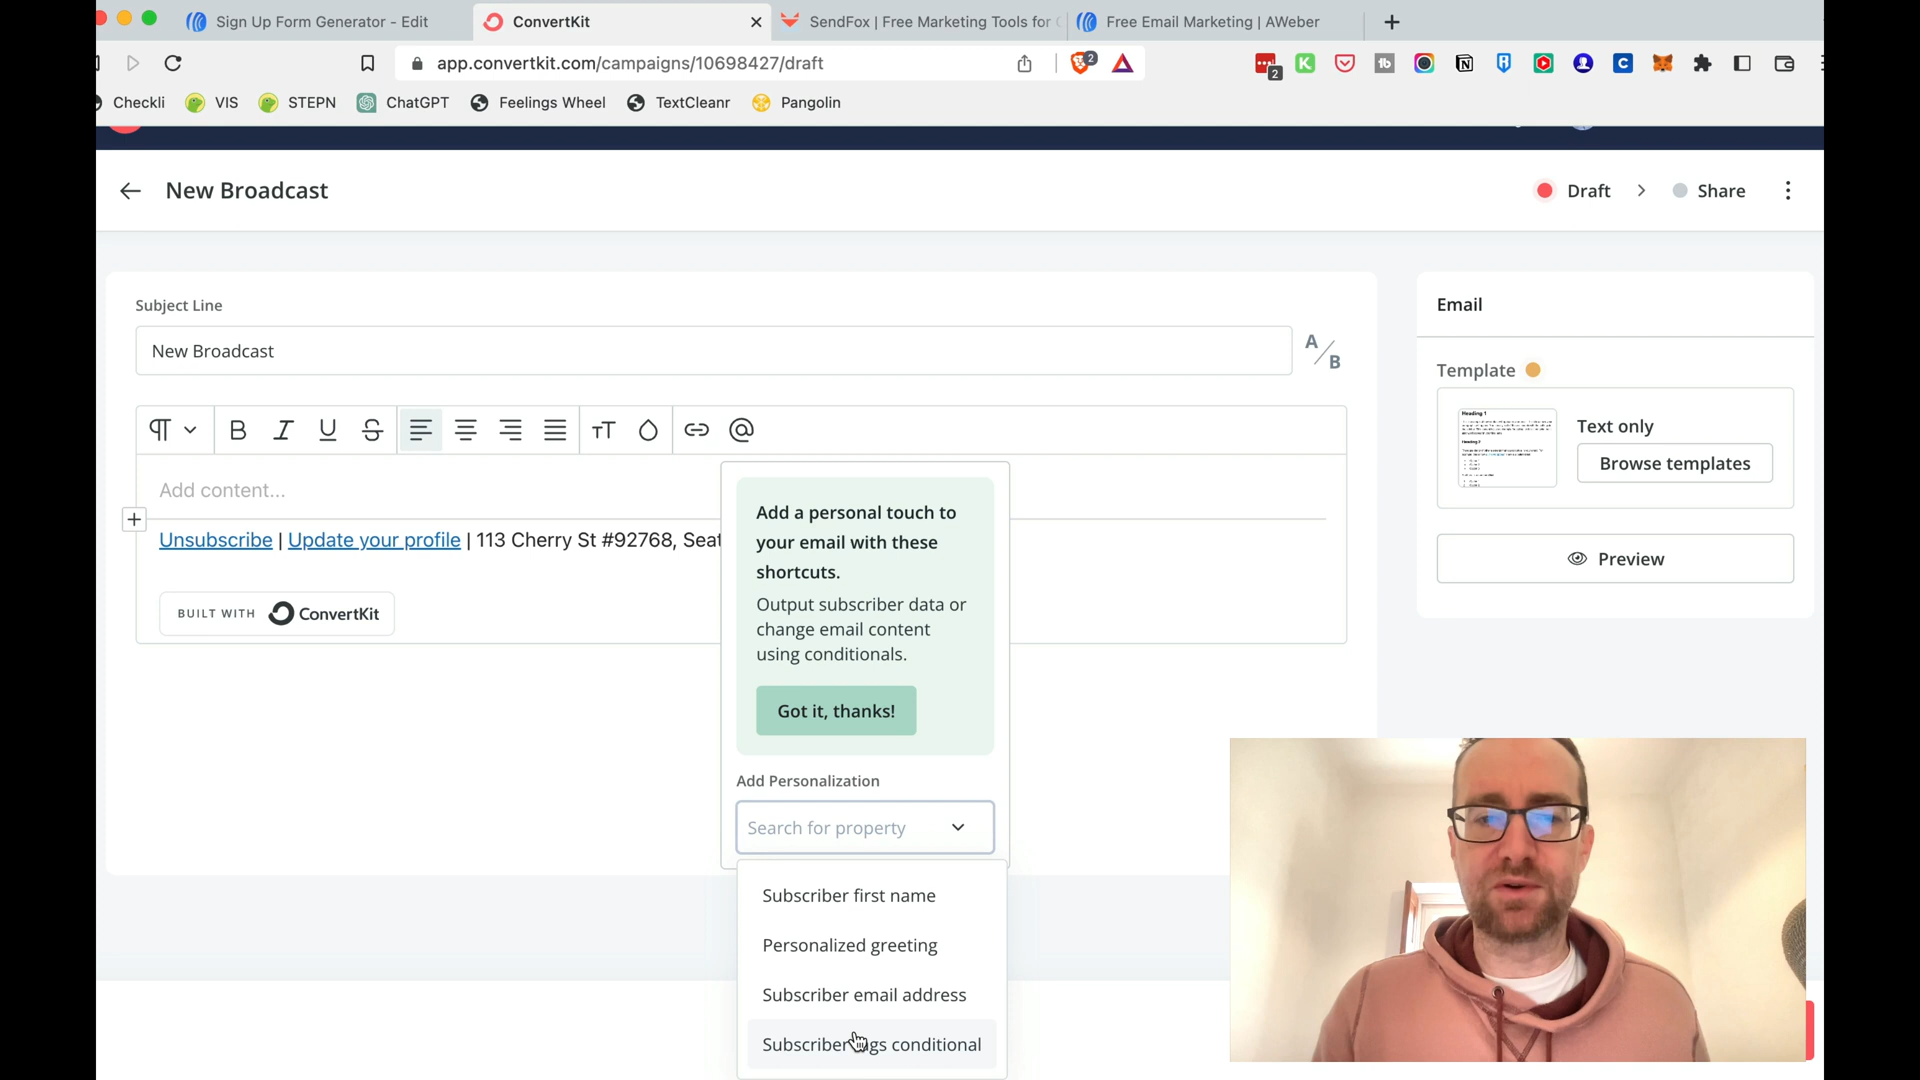 Sign Up Form Generator - Edit
ConvertKit
SendFox | Free Marketing Tools for
Free Email Marketing | AWeber
app.convertkit.com/campaigns/10698427/draft
2
2
K
tb
C
Checkli
VIS
STEPN
ChatGPT
Feelings Wheel
TextCleanr
Pangolin
New Broadcast
Draft
Share
Subject Line
New Broadcast
A/B
Email
Template
Heading 1
Text only
Browse templates
Preview
B I U S
TT
@
Add content...
Unsubscribe | Update your profile | 113 Cherry St #92768, Seat
BUILT WITH ConvertKit
Add a personal touch to
your email with these
shortcuts.
Output subscriber data or
change email content
using conditionals.
Got it, thanks!
Add Personalization
Search for property
Subscriber first name
Personalized greeting
Subscriber email address
Subscriber gs conditional